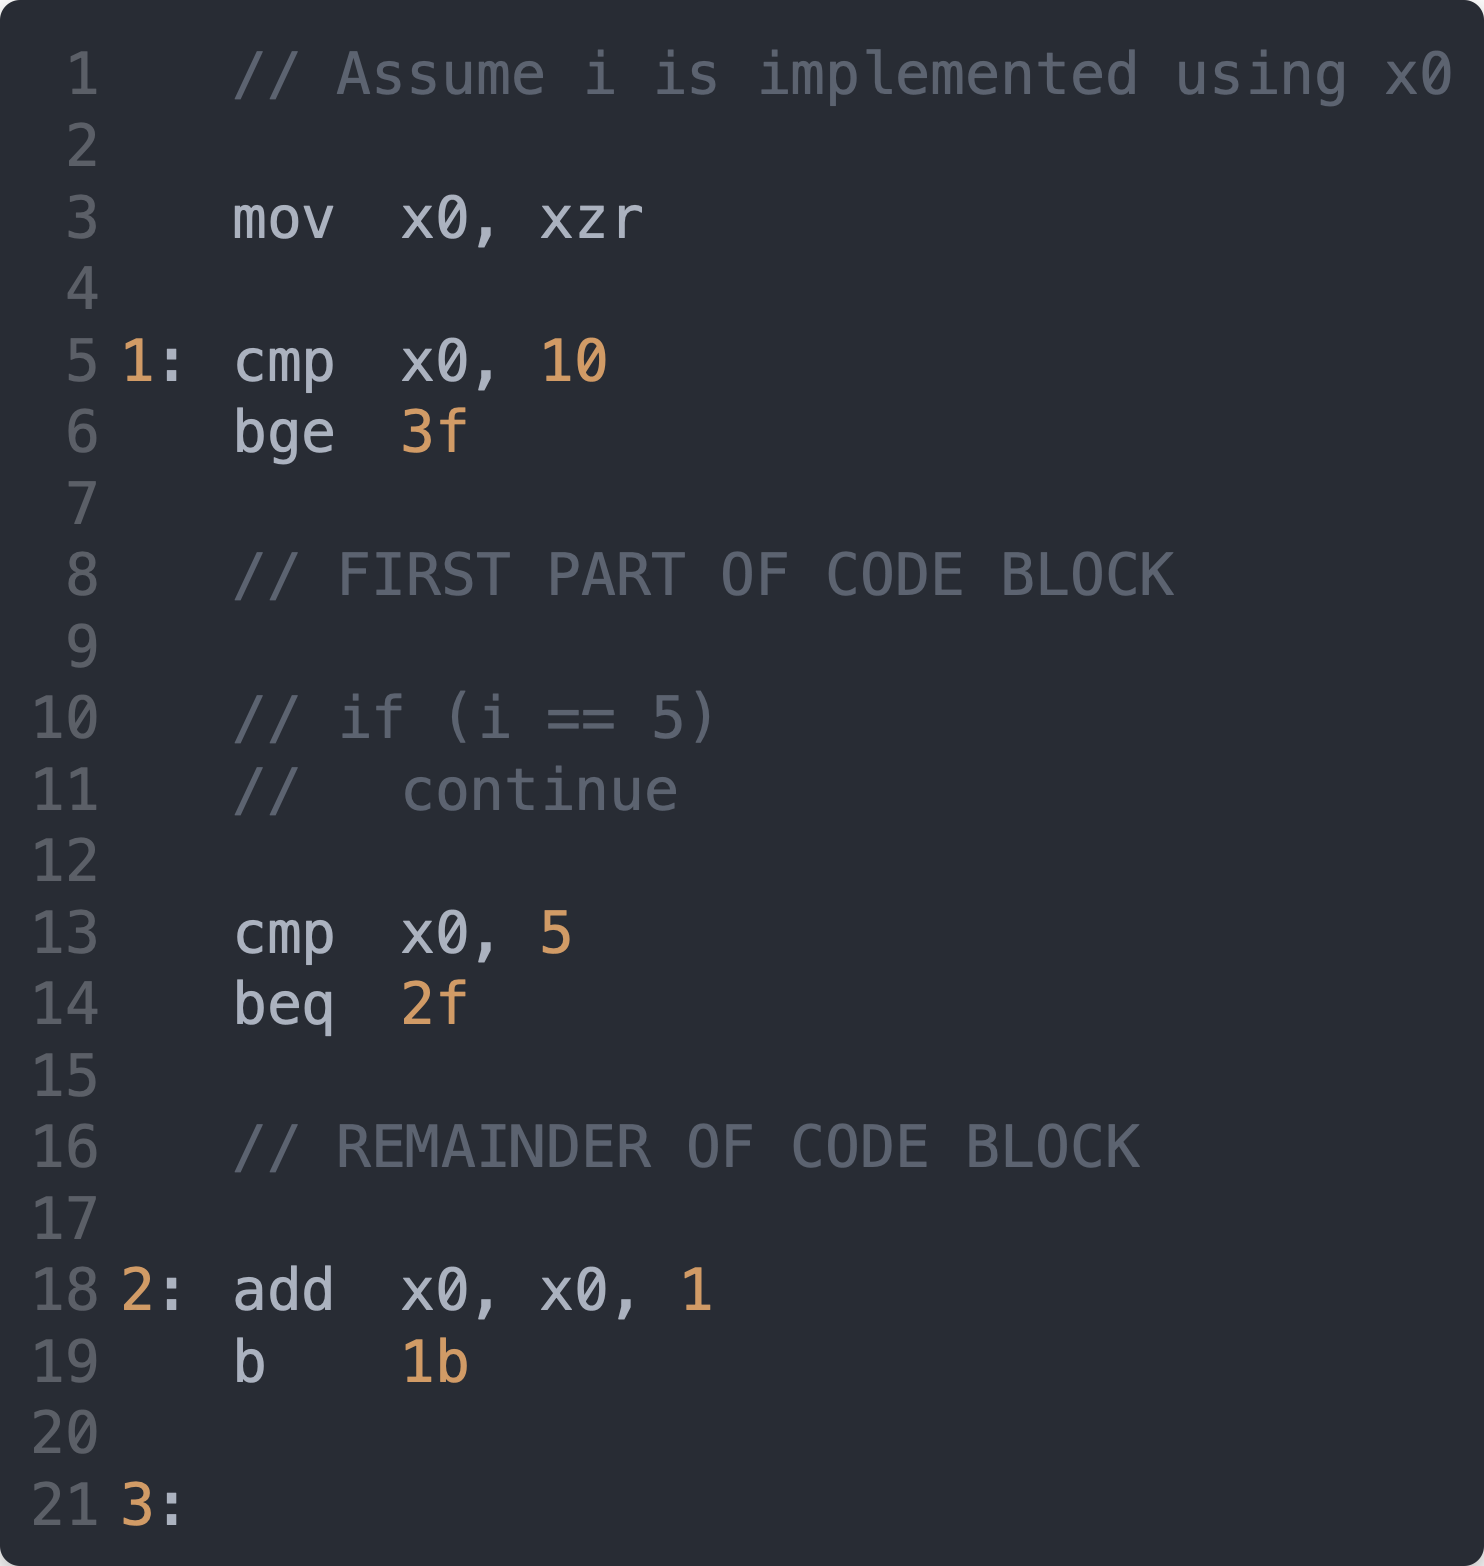 1 // Assume i is implemented using x0
2
3 mov x0, xzr
4
5 1: cmp x0, 10
6 bge 3f
7
8 // FIRST PART OF CODE BLOCK
9
10 // if (i == 5)
11 //   continue
12
13 cmp x0, 5
14 beq 2f
15
16 // REMAINDER OF CODE BLOCK
17
18 2: add x0, x0, 1
19 b 1b
20
21 3: